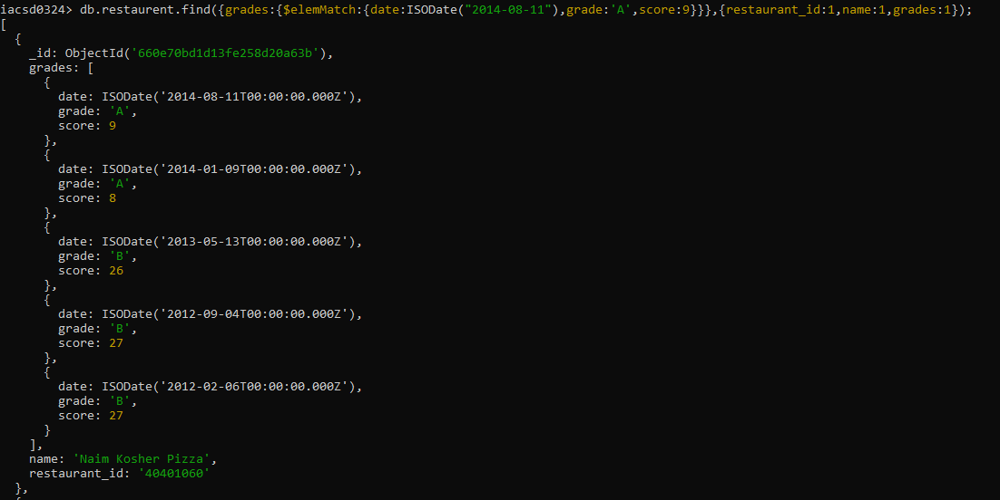 iacsd0324> db.restaurent.find({grades:{$elemMatch:{date:ISODate("2014-08-11"),grade:'A',score:9}}},{restaurant_id:1,name:1,grades:1});
[
  {
    _id: ObjectId('660e70bd1d13fe258d20a63b'),
    grades: [
      {
        date: ISODate('2014-08-11T00:00:00.000Z'),
        grade: 'A',
        score: 9
      },
      {
        date: ISODate('2014-01-09T00:00:00.000Z'),
        grade: 'A',
        score: 8
      },
      {
        date: ISODate('2013-05-13T00:00:00.000Z'),
        grade: 'B',
        score: 26
      },
      {
        date: ISODate('2012-09-04T00:00:00.000Z'),
        grade: 'B',
        score: 27
      },
      {
        date: ISODate('2012-02-06T00:00:00.000Z'),
        grade: 'B',
        score: 27
      }
    ],
    name: 'Naim Kosher Pizza',
    restaurant_id: '40401060'
  },